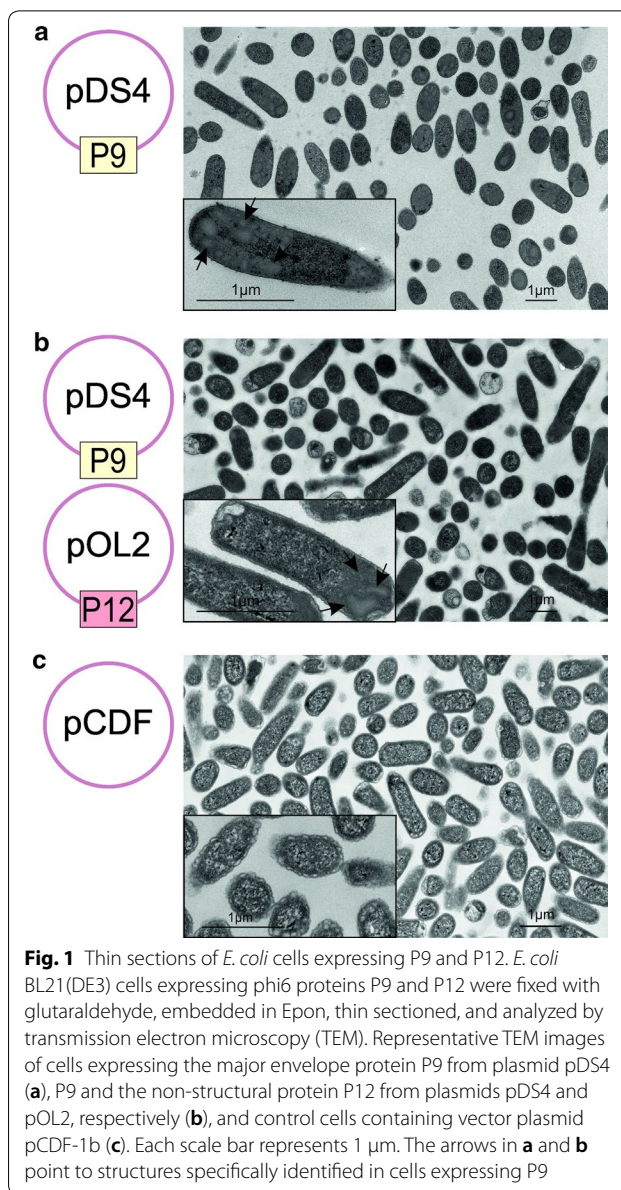 a
pDS4
P9
1µm
1µm
b
pDS4
P9
pOL2
P12
1µm
1µm
c
pCDF
1µm
1µm
Fig. 1 Thin sections of E. coli cells expressing P9 and P12. E. coli
BL21(DE3) cells expressing phi6 proteins P9 and P12 were fixed with
glutaraldehyde, embedded in Epon, thin sectioned, and analyzed by
transmission electron microscopy (TEM). Representative TEM images
of cells expressing the major envelope protein P9 from plasmid pDS4
(a), P9 and the non-structural protein P12 from plasmids pDS4 and
pOL2, respectively (b), and control cells containing vector plasmid
pCDF-1b (c). Each scale bar represents 1 µm. The arrows in a and b
point to structures specifically identified in cells expressing P9